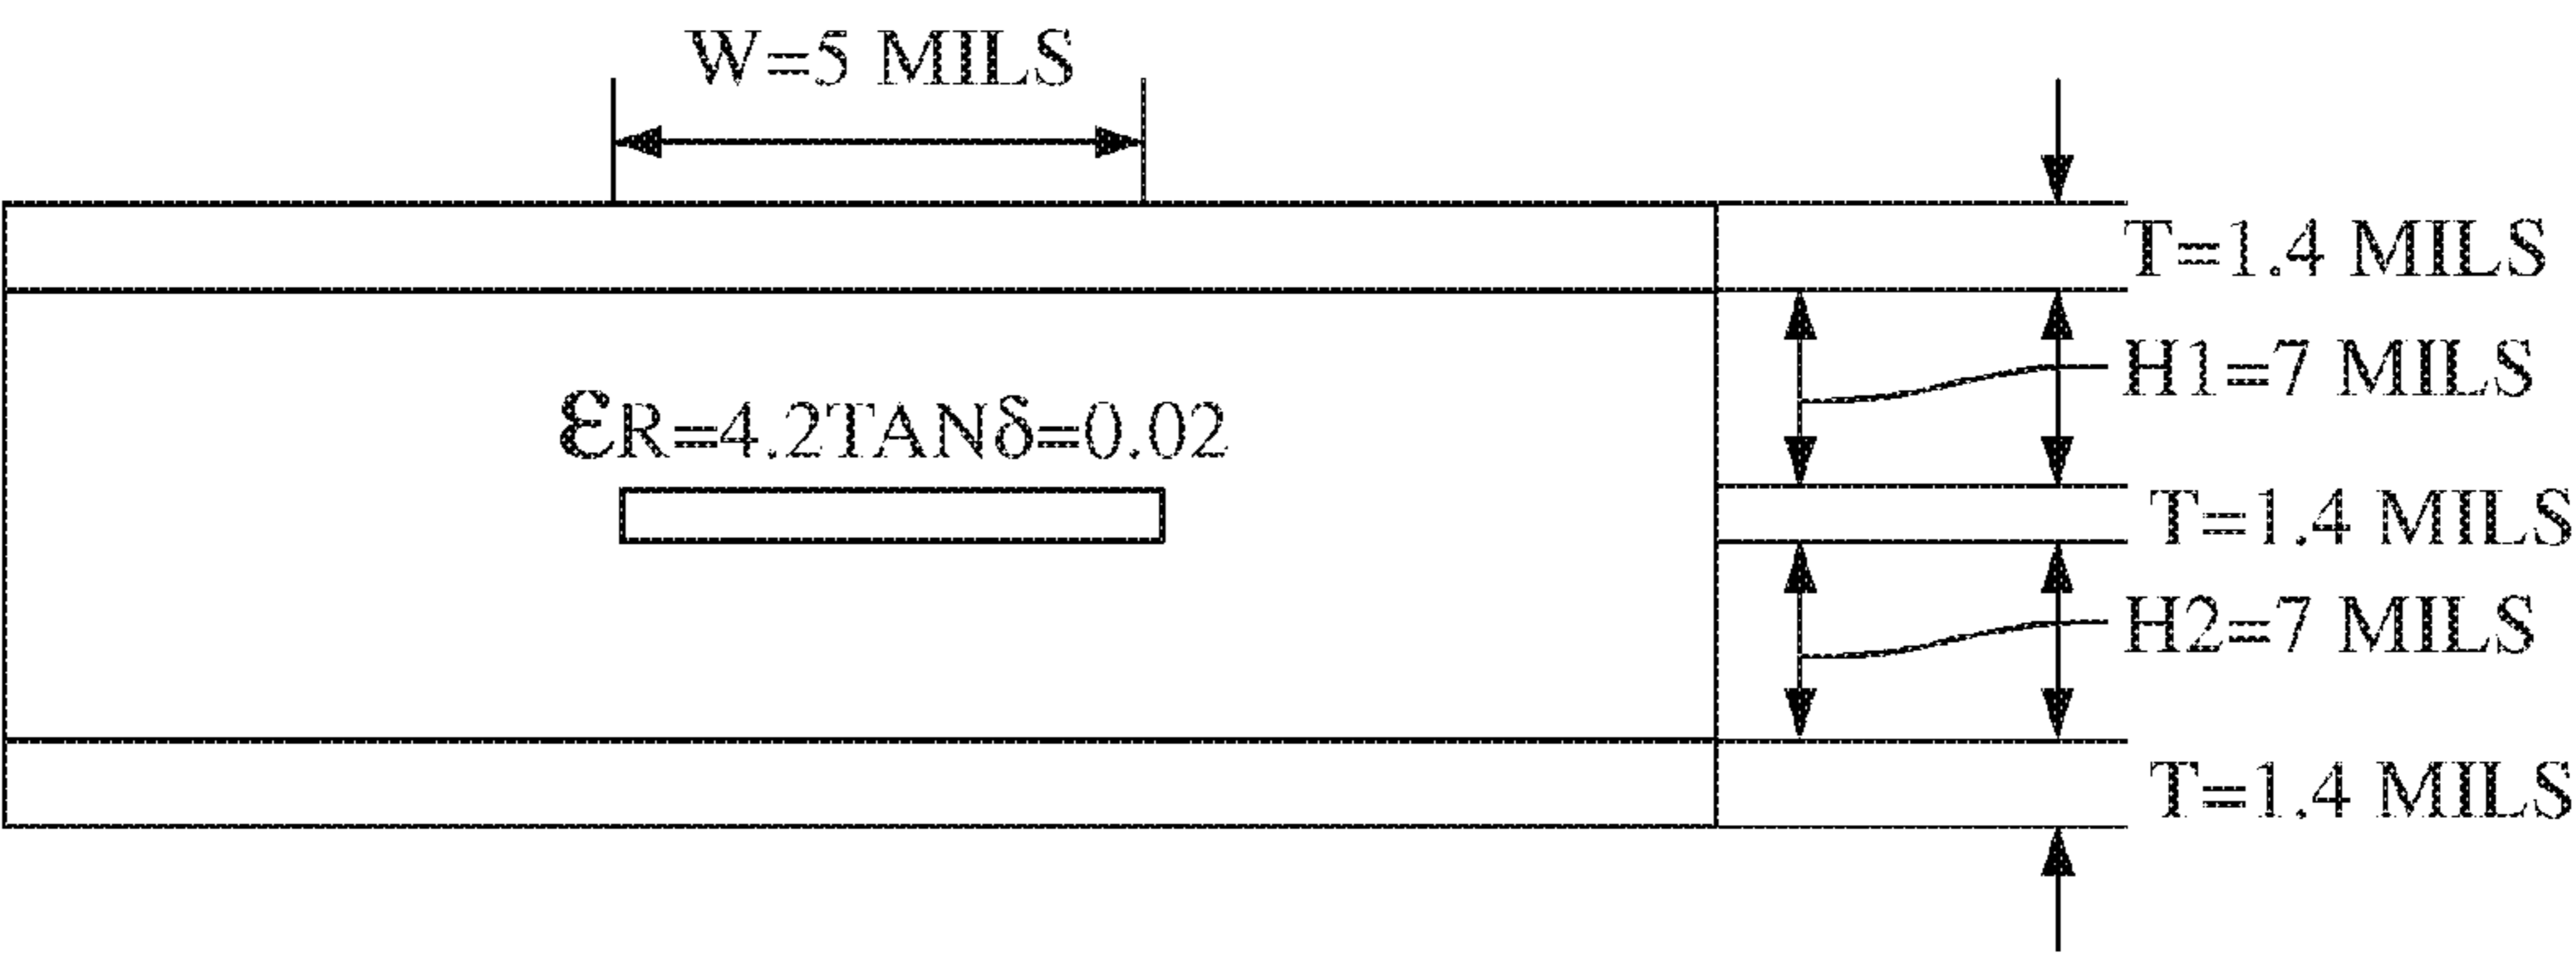 W=5 MILS
T=1.4 MILS
H1=7 MILS
εR=4.2TANδ=0.02
T=1.4 MILS
H2=7 MILS
T=1.4 MILS